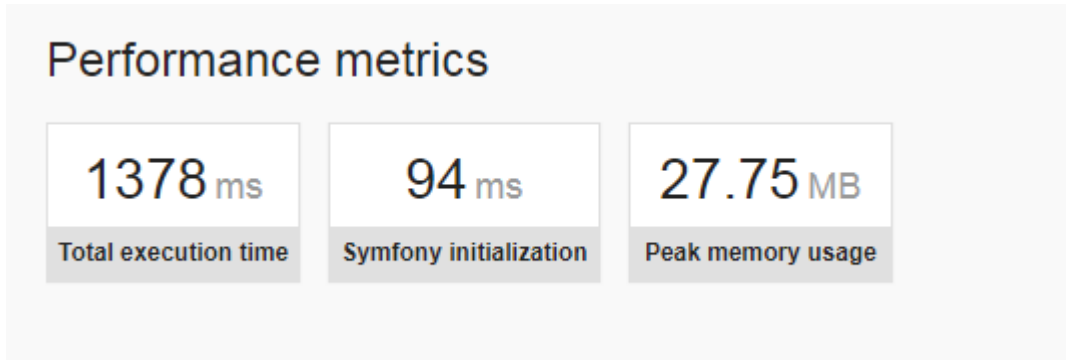 Performance metrics
1378 ms
94 ms
27.75 MB
Total execution time
Symfony initialization
Peak memory usage